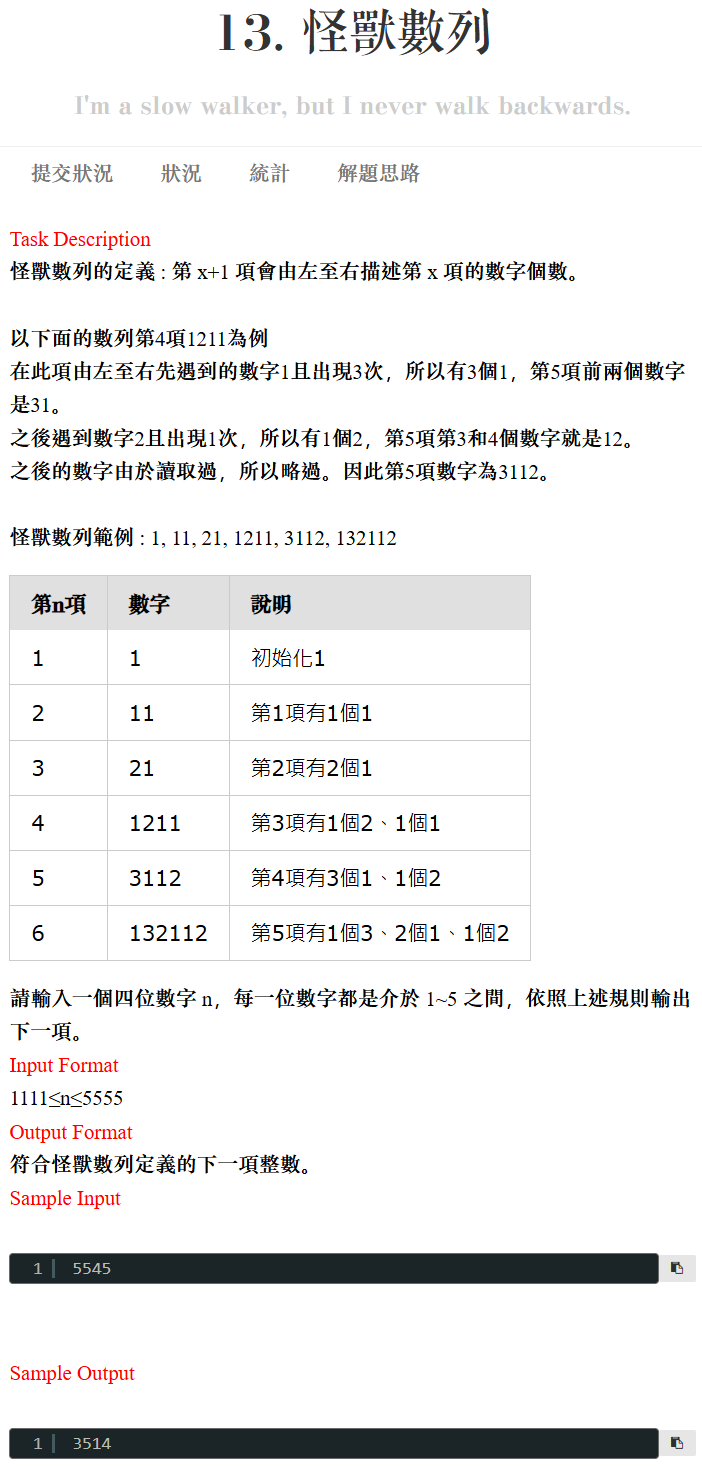 13. 怪獸數列
I'm a slow walker, but I never walk backwards.
提交狀況 狀況 統計 解題思路
Task Description
怪獸數列的定義 : 第 x+1 項會由左至右描述第 x 項的數字個數。
以下面的數列第4項1211為例
在此項由左至右先遇到的數字1且出現3次，所以有3個1，第5項前兩個數字
是31。
之後遇到數字2且出現1次，所以有1個2，第5項第3和4個數字就是12。
之後的數字由於讀取過，所以略過。因此第5項數字為3112。
怪獸數列範例 : 1, 11, 21, 1211, 3112, 132112
第n項 數字 說明
1 1 初始化1
2 11 第1項有1個1
3 21 第2項有2個1
4 1211 第3項有1個2、1個1
5 3112 第4項有3個1、1個2
6 132112 第5項有1個3、2個1、1個2
請輸入一個四位數字 n，每一位數字都是介於 1~5 之間，依照上述規則輸出
下一項。
Input Format
1111≤n≤5555
Output Format
符合怪獸數列定義的下一項整數。
Sample Input
1 5545
Sample Output
1 3514